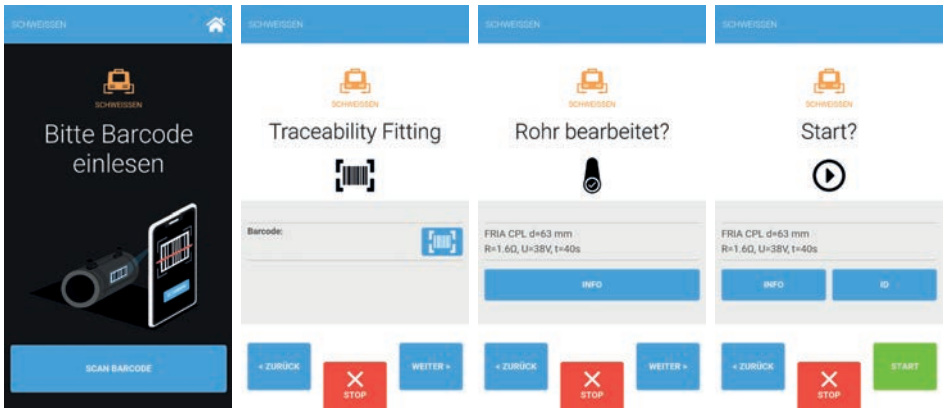 SCHWEISSEN
SCHWEISSEN
Bitte Barcode
einlesen
SCAN BARCODE
SCHWEISSEN
SCHWEISSEN
Traceability Fitting
Barcode:
< ZURÜCK
STOP
WEITER >
SCHWEISSEN
SCHWEISSEN
Rohr bearbeitet?
FRIA CPL d=63 mm
R=1.6Ω, U=38V, t=40s
INFO
< ZURÜCK
STOP
WEITER >
SCHWEISSEN
SCHWEISSEN
Start?
FRIA CPL d=63 mm
R=1.6Ω, U=38V, t=40s
INFO
ID
< ZURÜCK
STOP
START